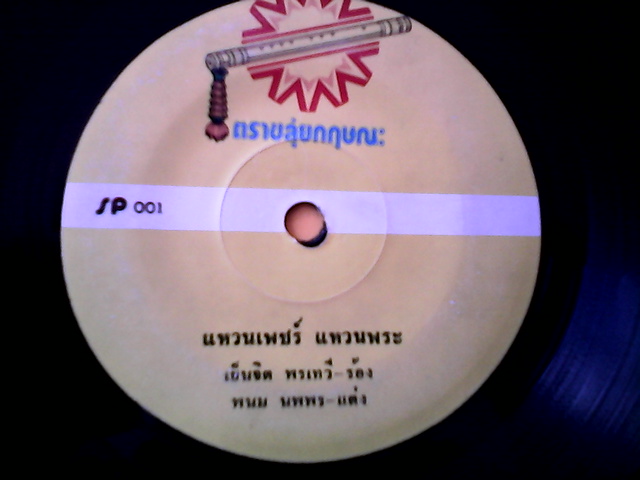 ตราขลุ่ยกฤษณะ
SP 001
แหวนเพชร์ แหวนพระ
เย็นจิต พรเทวี-ร้อง
พนม นพพร-แต่ง